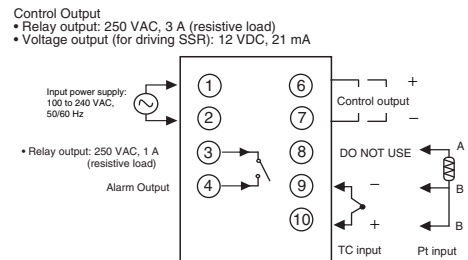 Control Output
• Relay output: 250 VAC, 3 A (resistive load)
• Voltage output (for driving SSR): 12 VDC, 21 mA
Input power supply:
100 to 240 VAC,
50/60 Hz
• Relay output: 250 VAC, 1 A
(resistive load)
Alarm Output
1
2
3
4
6
7
8
9
10
+
Control output
−
DO NOT USE
A
−
B
+
B
TC input
Pt input